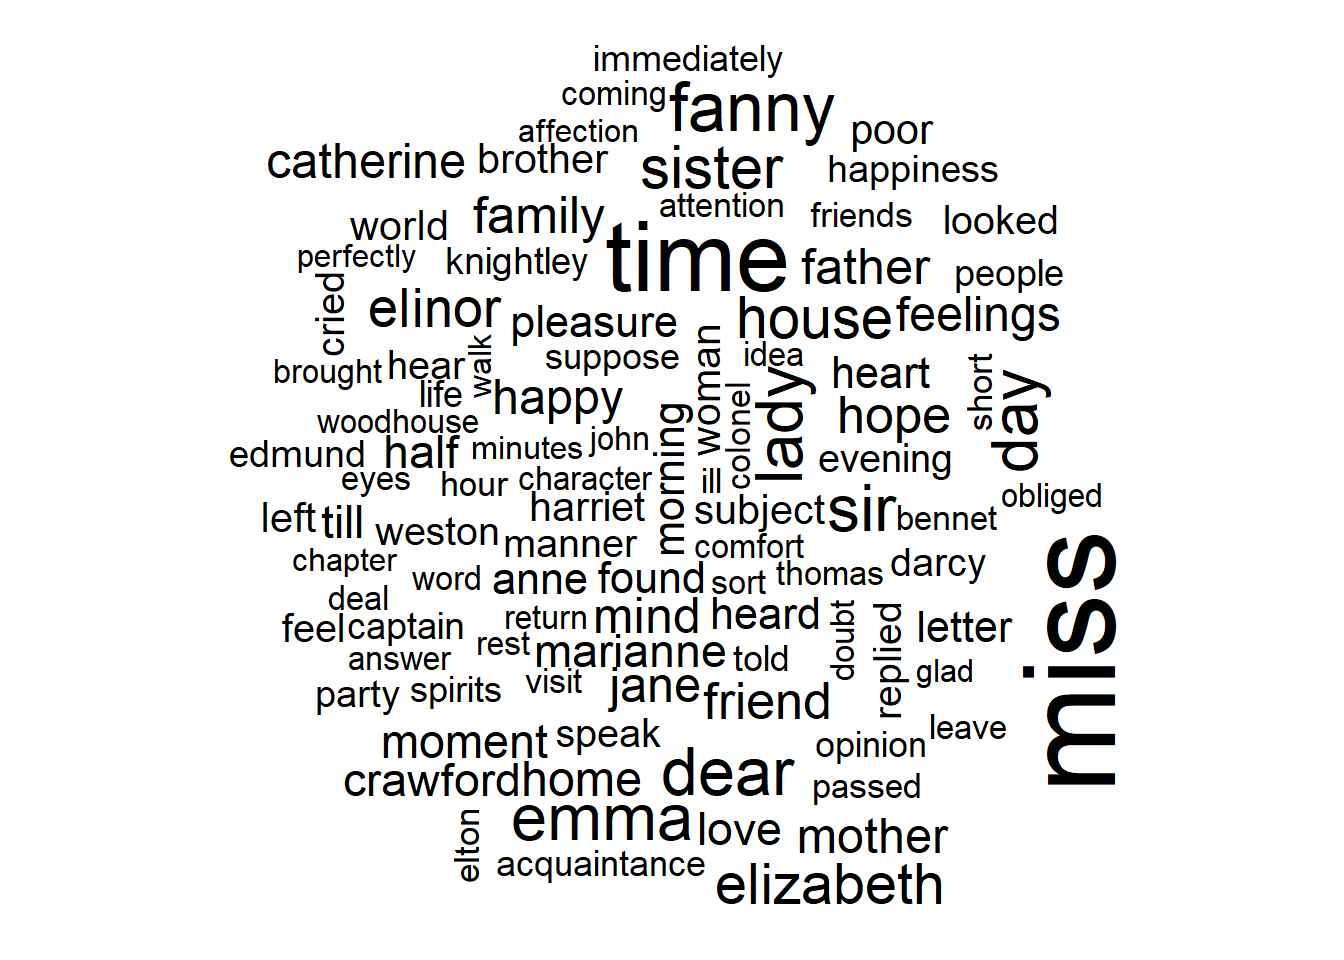 immediately
coming
fanny
poor
affection
catherine
brother
sister
happiness
world
family
attention
friends
looked
perfectly
knightley
time
father
people
cried
elinor
pleasure
house
feelings
brought
hear
walk
suppose
woman
idea
heart
short
life
happy
colonel
lady
hope
day
woodhouse
edmund
half
minutes
john
morning
evening
eyes
hour
character
ill
left
till
weston
harriet
subject
sir
bennet
obliged
manner
comfort
miss
chapter
word
anne
found
sort
thomas
darcy
deal
feel
captain
return
mind
heard
doubt
replied
letter
answer
rest
marianne
told
glad
party
spirits
visit
jane
friend
moment
speak
opinion
leave
crawford
home
dear
passed
elton
emma
love
mother
acquaintance
elizabeth